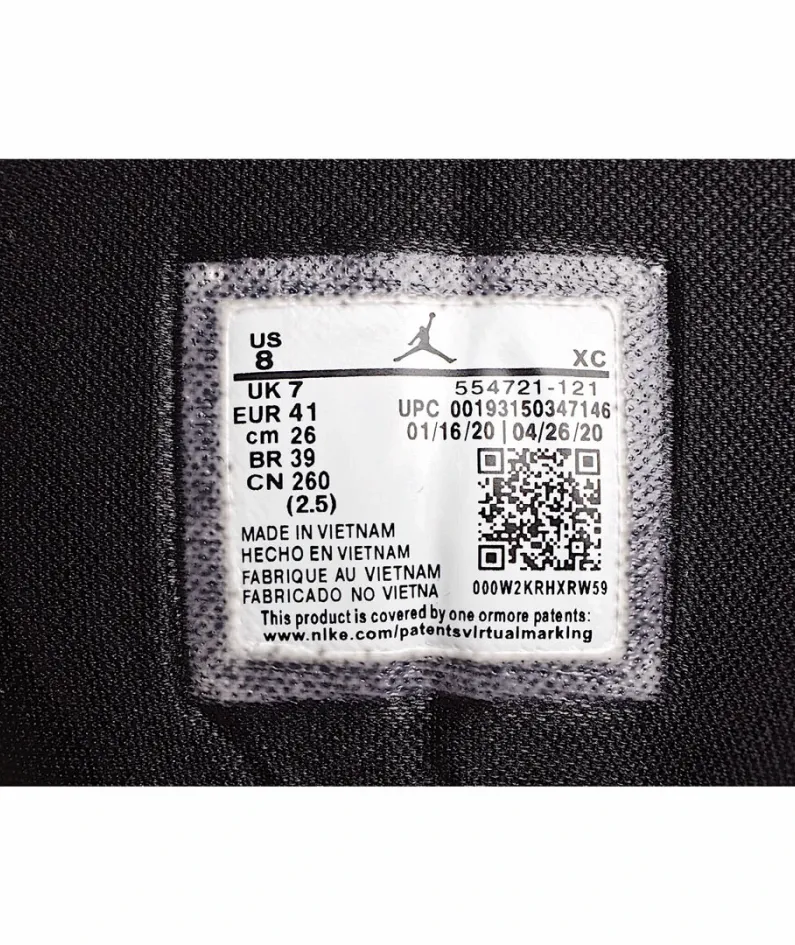 US
8
XC
UK 7
554721-121
EUR 41
UPC 00193150347146
cm 26
01/16/20 | 04/26/20
BR 39
CN 260
(2.5)
MADE IN VIETNAM
HECHO EN VIETNAM
FABRIQUE AU VIETNAM
FABRICADO NO VIETNA
000W2KRHXRW59
This product is covered by one ormore patents:
www.nike.com/patentsvirtualmarking